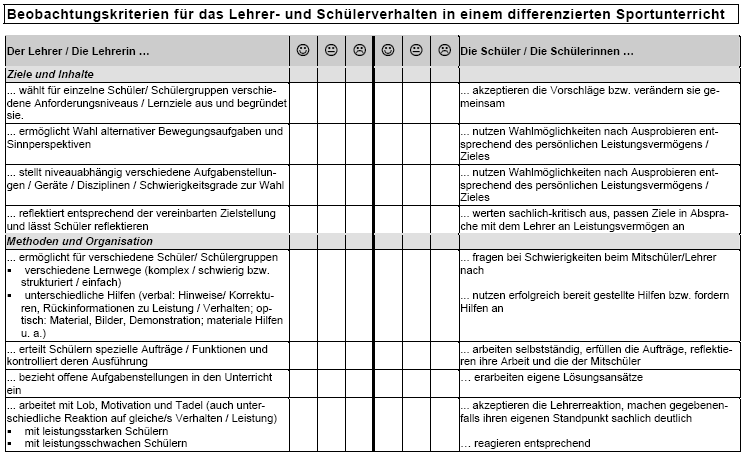 Beobachtungskriterien für das Lehrer- und Schülerverhalten in einem differenzierten Sportunterricht
Der Lehrer / Die Lehrerin …
☺ 😐 ☹ ☺ 😐 ☹
Die Schüler / Die Schülerinnen …
Ziele und Inhalte
... wählt für einzelne Schüler/ Schülergruppen verschie-
dene Anforderungsniveaus / Lernziele aus und begründet
sie.
... akzeptieren die Vorschläge bzw. verändern sie ge-
meinsam
... ermöglicht Wahl alternativer Bewegungsaufgaben und
Sinnperspektiven
... nutzen Wahlmöglichkeiten nach Ausprobieren ent-
sprechend des persönlichen Leistungsvermögens /
Zieles
... stellt niveauabhängig verschiedene Aufgabenstellun-
gen / Geräte / Disziplinen / Schwierigkeitsgrade zur Wahl
... nutzen Wahlmöglichkeiten nach Ausprobieren ent-
sprechend des persönlichen Leistungsvermögens /
Zieles
... reflektiert entsprechend der vereinbarten Zielstellung
und lässt Schüler reflektieren
... werten sachlich-kritisch aus, passen Ziele in Abspra-
che mit dem Lehrer an Leistungsvermögen an
Methoden und Organisation
... ermöglicht für verschiedene Schüler/ Schülergruppen
▪ verschiedene Lernwege (komplex / schwierig bzw.
strukturiert / einfach)
▪ unterschiedliche Hilfen (verbal: Hinweise/ Korrektu-
ren, Rückinformationen zu Leistung / Verhalten; op-
tisch: Material, Bilder, Demonstration; materiale Hilfen
u. a.)
... fragen bei Schwierigkeiten beim Mitschüler/Lehrer
nach
... nutzen erfolgreich bereit gestellte Hilfen bzw. fordern
Hilfen an
... erteilt Schülern spezielle Aufträge / Funktionen und
kontrolliert deren Ausführung
... arbeiten selbstständig, erfüllen die Aufträge, reflektie-
ren ihre Arbeit und die der Mitschüler
... bezieht offene Aufgabenstellungen in den Unterricht
ein
… erarbeiten eigene Lösungsansätze
... arbeitet mit Lob, Motivation und Tadel (auch unter-
schiedliche Reaktion auf gleiche/s Verhalten / Leistung)
▪ mit leistungsstarken Schülern
▪ mit leistungsschwachen Schülern
... akzeptieren die Lehrerreaktion, machen gegebenen-
falls ihren eigenen Standpunkt sachlich deutlich
… reagieren entsprechend